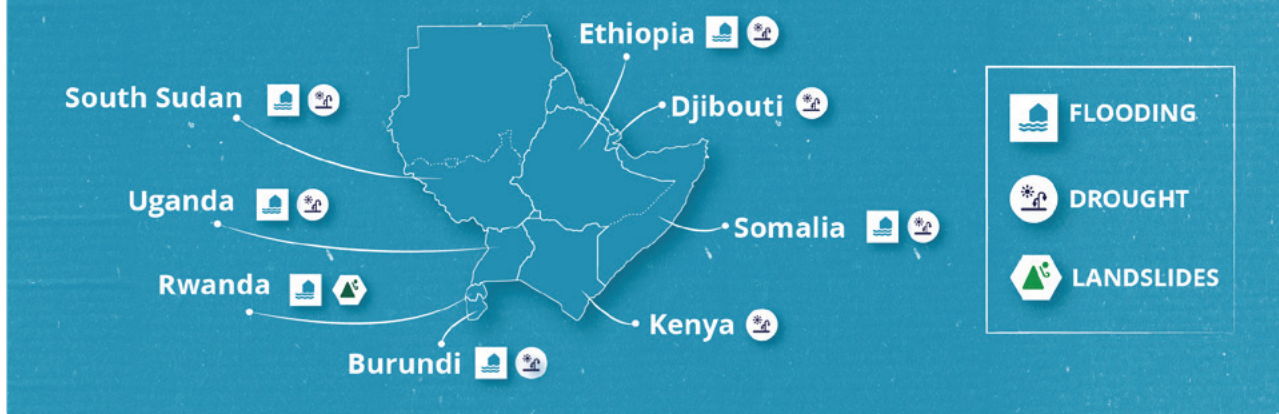 Ethiopia
South Sudan
Djibouti
FLOODING
Uganda
DROUGHT
Somalia
Rwanda
LANDSLIDES
Kenya
Burundi